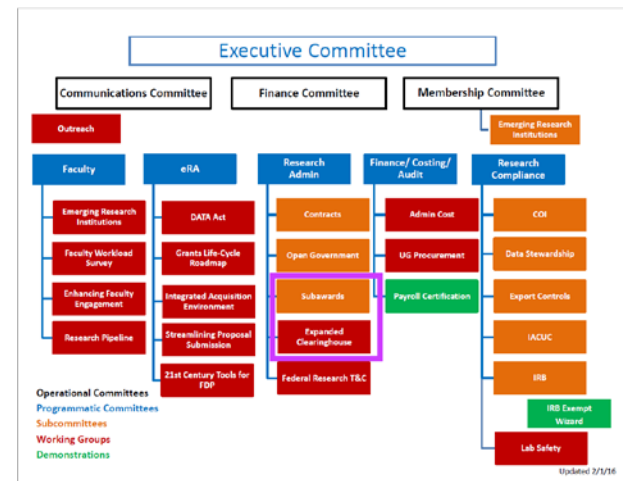 Executive Committee
Communications Committee
Finance Committee
Membership Committee
Outreach
Emerging Research
Institutions
Faculty
eRA
Research
Admin
Finance/ Costing/
Audit
Research
Compliance
Emerging Research
Institutions
Faculty Workload
Survey
Enhancing Faculty
Engagement
Research Pipeline
DATA Act
Grants Life-Cycle
Roadmap
Integrated Acquisition
Environment
Streamlining Proposal
Submission
21st Century Tools for
FDP
Contracts
Open Government
Subawards
Expanded
Clearinghouse
Federal Research T&C
Admin Cost
UG Procurement
Payroll Certification
COI
Data Stewardship
Export Controls
IACUC
IRB
IRB Exempt
Wizard
Lab Safety
Operational Committees
Programmatic Committees
Subcommittees
Working Groups
Demonstrations
Updated 2/1/16